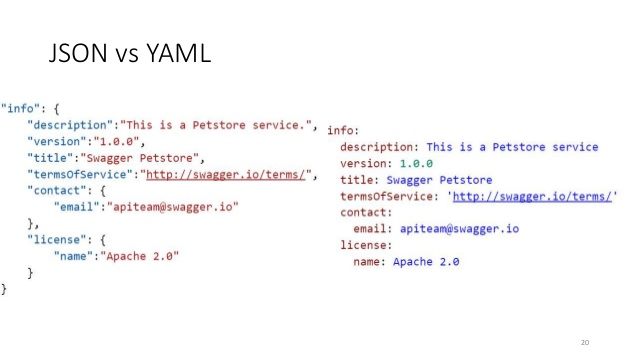 JSON vs YAML
"info": {
    "description":"This is a Petstore service.",
    "version":"1.0.0",
    "title":"Swagger Petstore",
    "termsOfService":"http://swagger.io/terms/",
    "contact": {
        "email":"apiteam@swagger.io"
    },
    "license": {
        "name":"Apache 2.0"
    }
}
info:
  description: This is a Petstore service
  version: 1.0.0
  title: Swagger Petstore
  termsOfService: 'http://swagger.io/terms/'
  contact:
    email: apiteam@swagger.io
  license:
    name: Apache 2.0
20